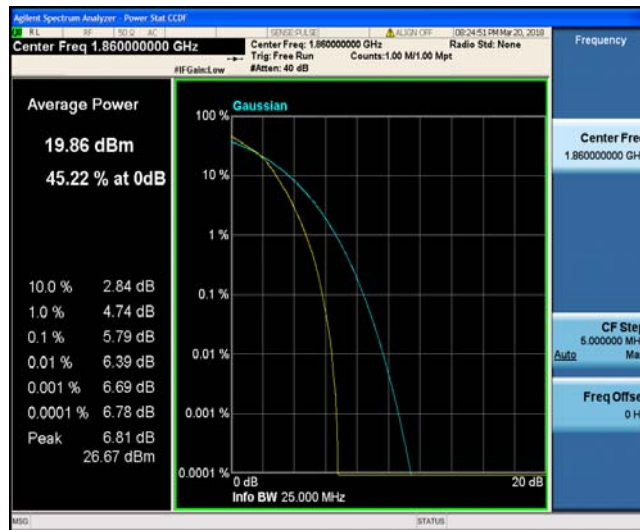 Agilent Spectrum Analyzer - Power Stat CCDF
RL RF 50 Ω AC SENSE:PULSE ALIGN OFF 08:24:51 PM Mar 20, 2018
Center Freq 1.860000000 GHz
Center Freq: 1.860000000 GHz Radio Std: None
Trig: Free Run Counts:1.00 M/1.00 Mpt
#IFGain:Low #Atten: 40 dB
Frequency
Average Power
19.86 dBm
45.22 % at 0dB
10.0 % 2.84 dB
1.0 % 4.74 dB
0.1 % 5.79 dB
0.01 % 6.39 dB
0.001 % 6.69 dB
0.0001 % 6.78 dB
Peak 6.81 dB
26.67 dBm
Gaussian
100 %
10 %
1 %
0.1 %
0.01 %
0.001 %
0.0001 %
0 dB 20 dB
Info BW 25.000 MHz
Center Fre
1.860000000 GH
CF Step
5.000000 MH
Auto Ma
Freq Offse
0 H
MSG STATUS